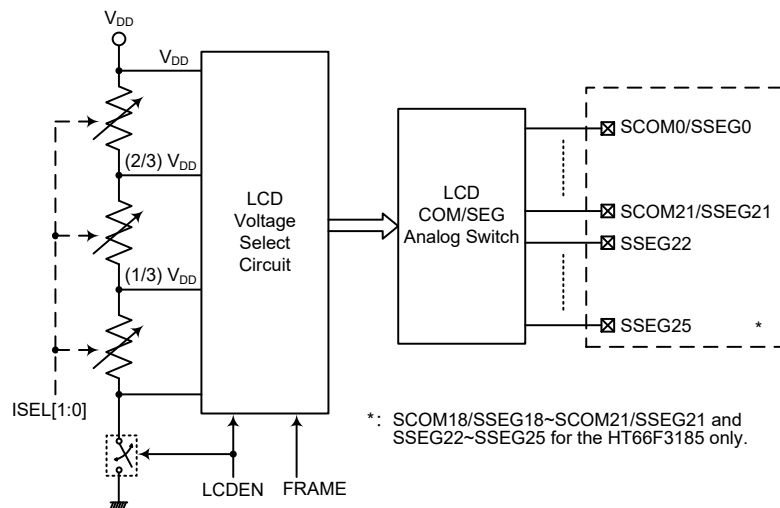 VDD
VDD
(2/3) VDD
(1/3) VDD
ISEL[1:0]
LCD
Voltage
Select
Circuit
LCDEN
FRAME
LCD
COM/SEG
Analog Switch
SCOM0/SSEG0
SCOM21/SSEG21
SSEG22
SSEG25
*
*: SCOM18/SSEG18~SCOM21/SSEG21 and
SSEG22~SSEG25 for the HT66F3185 only.